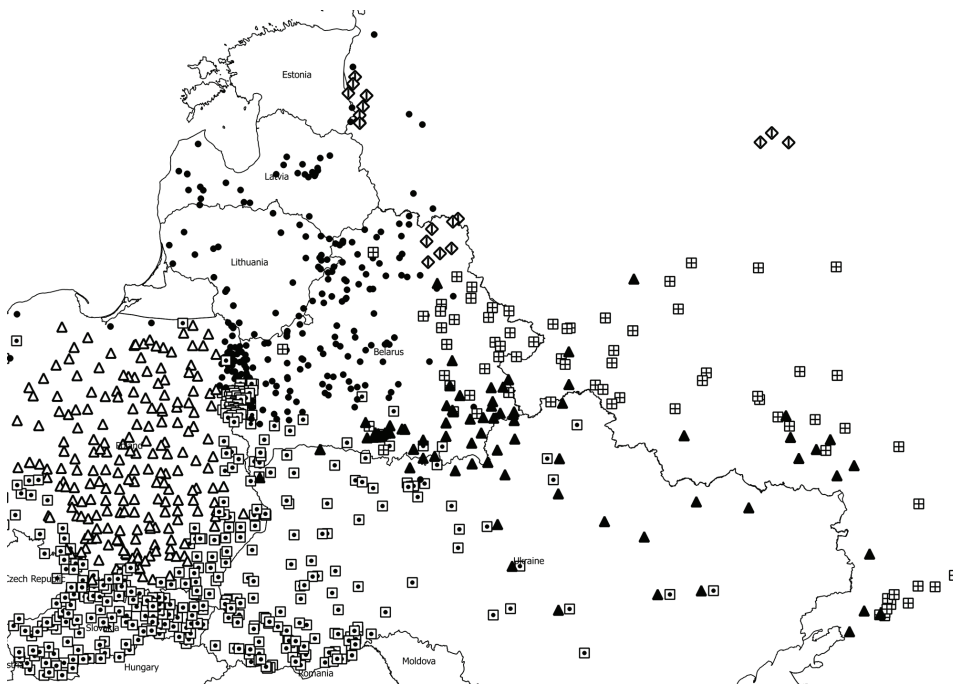 Estonia
Latvia
Lithuania
Belarus
Poland
Ukraine
Czech Republic
Slovakia
Hungary
Moldova
Romania